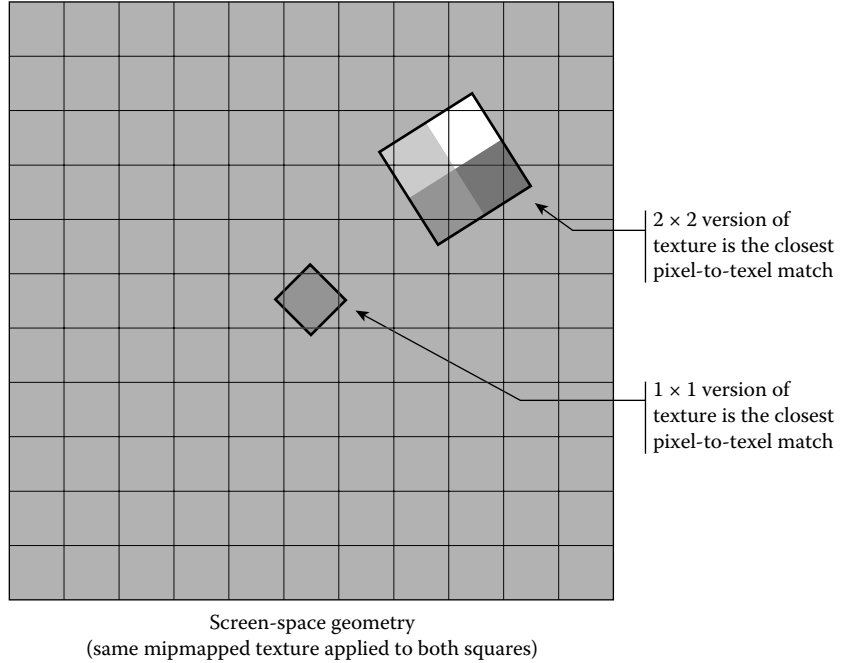 2 × 2 version of
texture is the closest
pixel-to-texel match
1 × 1 version of
texture is the closest
pixel-to-texel match
Screen-space geometry
(same mipmapped texture applied to both squares)